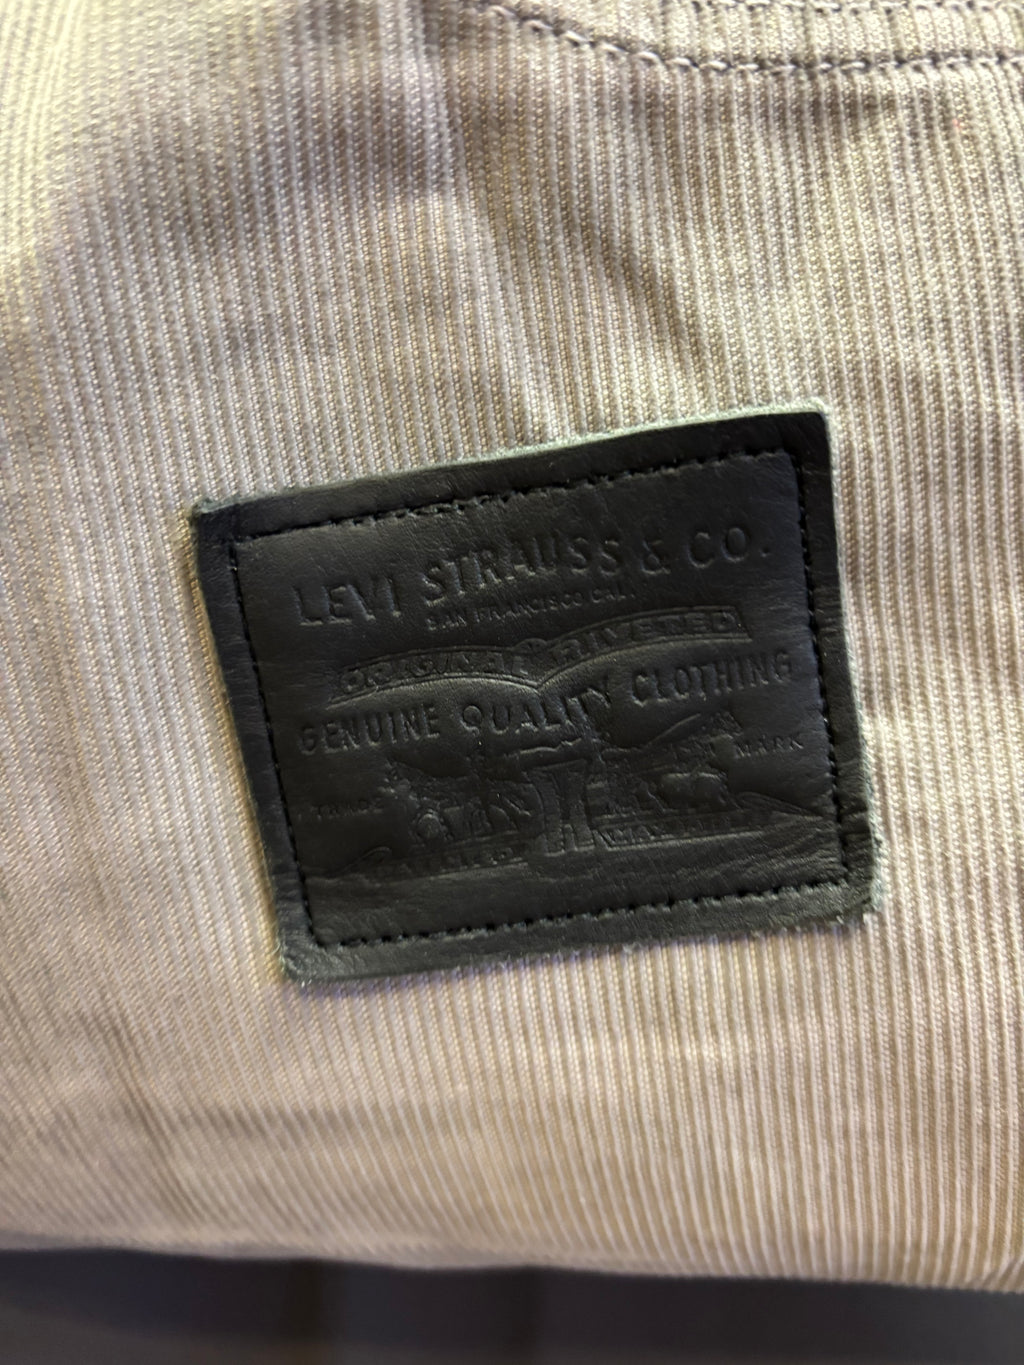 LEVI STRAUSS & CO.
SAN FRANCISCO CAL.
ORIGINAL RIVETED
GENUINE QUALITY CLOTHING
TRADE MARK